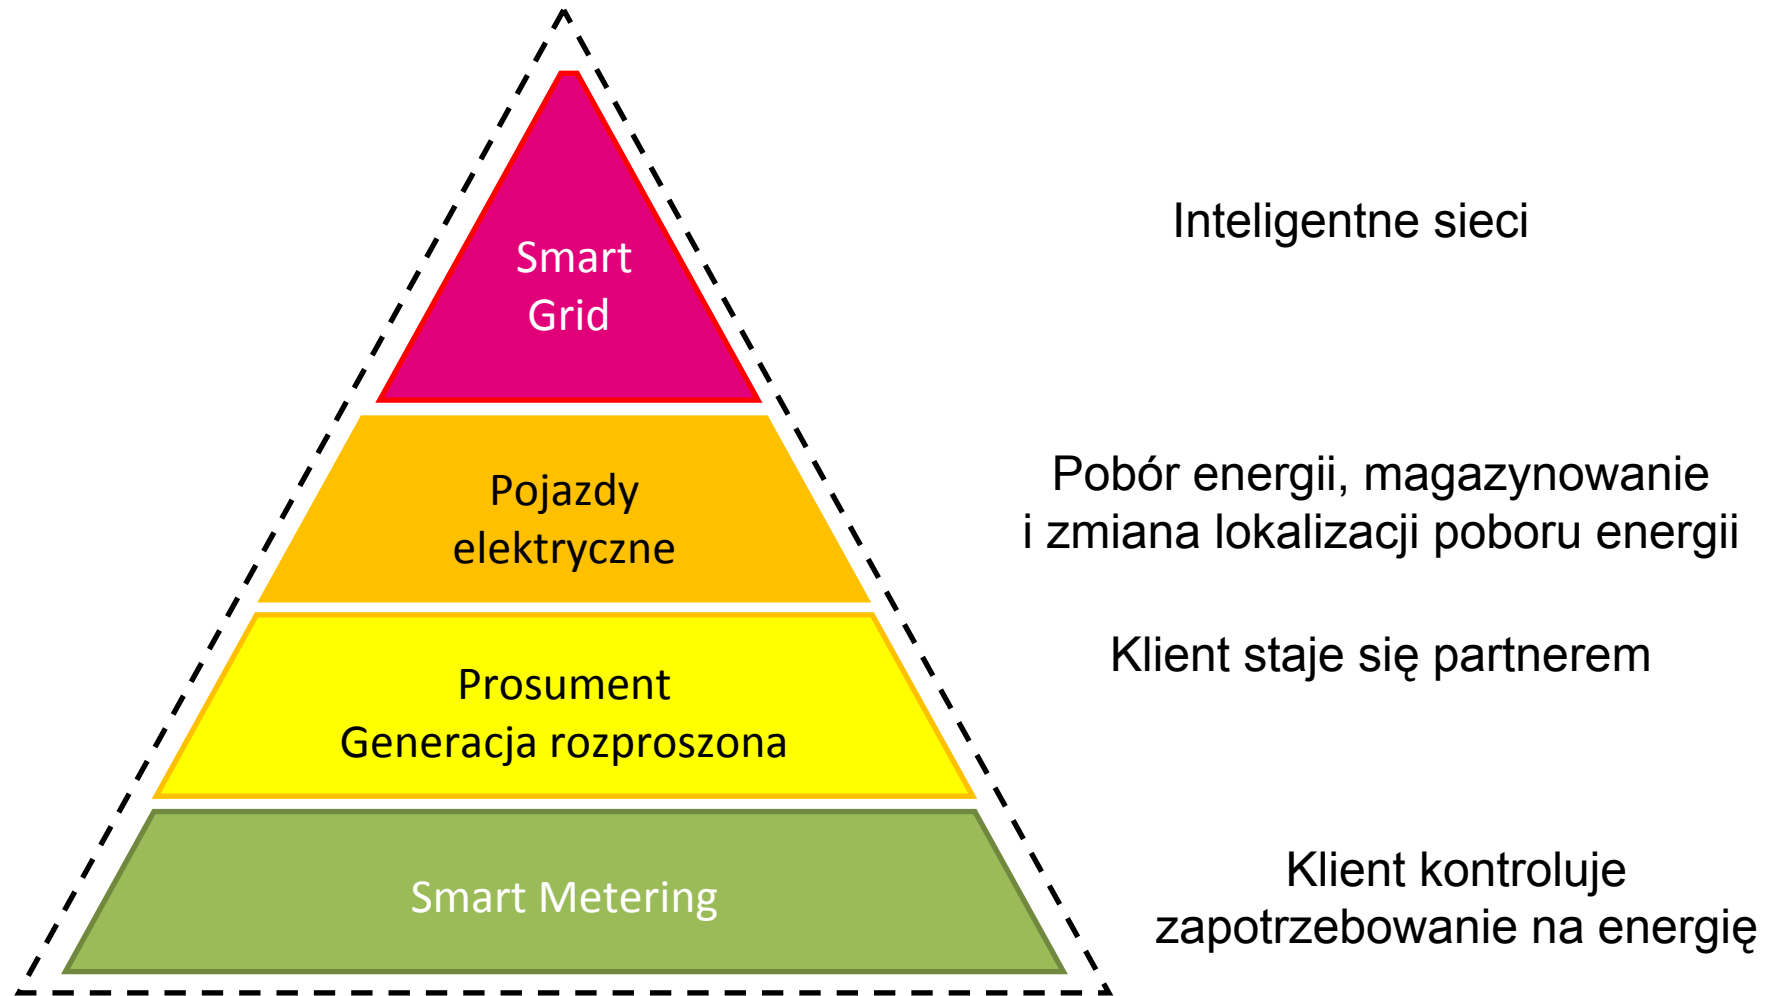 Smart
Grid
Inteligentne sieci
Pojazdy
elektryczne
Pobór energii, magazynowanie
i zmiana lokalizacji poboru energii
Prosument
Generacja rozproszona
Klient staje się partnerem
Smart Metering
Klient kontroluje
zapotrzebowanie na energię